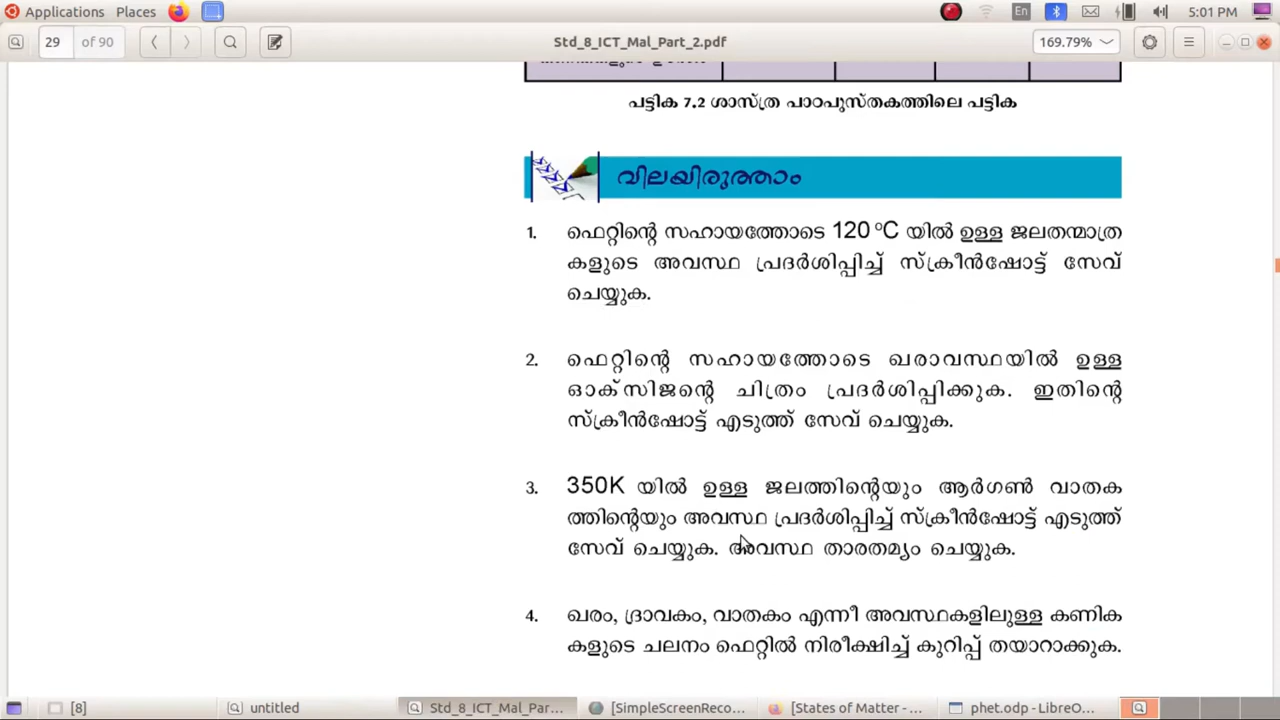 Applications Places En 5:01 PM
29 of 90 Std_8_ICT_Mal_Part_2.pdf 169.79%
പട്ടിക 7.2 ശാസ്ത്ര പാഠപുസ്തകത്തിലെ പട്ടിക
വിലയിരുത്താം
1. ഫെറ്റിന്റെ സഹായത്തോടെ 120 °C യിൽ ഉള്ള ജലതന്മാത്ര
കളുടെ അവസ്ഥ പ്രദർശിപ്പിച്ച് സ്ക്രീൻഷോട്ട് സേവ്
ചെയ്യുക.
2. ഫെറ്റിന്റെ സഹായത്തോടെ ഖരാവസ്ഥയിൽ ഉള്ള
ഓക്സിജന്റെ ചിത്രം പ്രദർശിപ്പിക്കുക. ഇതിന്റെ
സ്ക്രീൻഷോട്ട് എടുത്ത് സേവ് ചെയ്യുക.
3. 350K യിൽ ഉള്ള ജലത്തിന്റെയും ആർഗൺ വാതക
ത്തിന്റെയും അവസ്ഥ പ്രദർശിപ്പിച്ച് സ്ക്രീൻഷോട്ട് എടുത്ത്
സേവ് ചെയ്യുക. അവസ്ഥ താരതമ്യം ചെയ്യുക.
4. ഖരം, ദ്രാവകം, വാതകം എന്നീ അവസ്ഥകളിലുള്ള കണിക
കളുടെ ചലനം ഫെറ്റിൽ നിരീക്ഷിച്ച് കുറിപ്പ് തയാറാക്കുക.
[8] untitled Std_8_ICT_Mal_Par... [SimpleScreenReco... [States of Matter - ... phet.odp - LibreO...